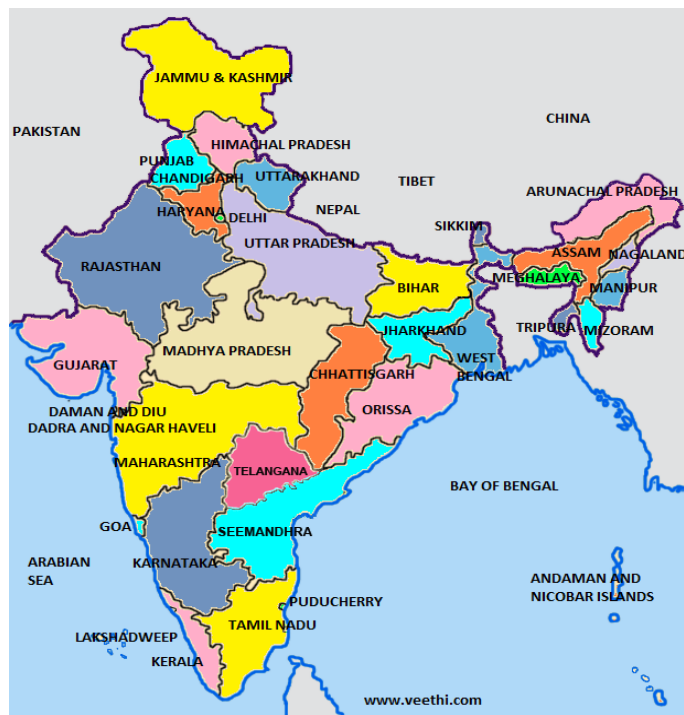 JAMMU & KASHMIR
PAKISTAN
CHINA
HIMACHAL PRADESH
PUNJAB
CHANDIGARH
UTTARAKHAND
TIBET
ARUNACHAL PRADESH
HARYANA
DELHI
NEPAL
SIKKIM
UTTAR PRADESH
ASSAM
NAGALAND
RAJASTHAN
MEGHALAYA
BIHAR
MANIPUR
JHARKHAND
TRIPURA
MIZORAM
MADHYA PRADESH
WEST
BENGAL
GUJARAT
CHHATTISGARH
ORISSA
DAMAN AND DIU
DADRA AND NAGAR HAVELI
MAHARASHTRA
TELANGANA
BAY OF BENGAL
GOA
SEEMANDHRA
ARABIAN
SEA
KARNATAKA
ANDAMAN AND
NICOBAR ISLANDS
PUDUCHERRY
TAMIL NADU
LAKSHADWEEP
KERALA
www.veethi.com